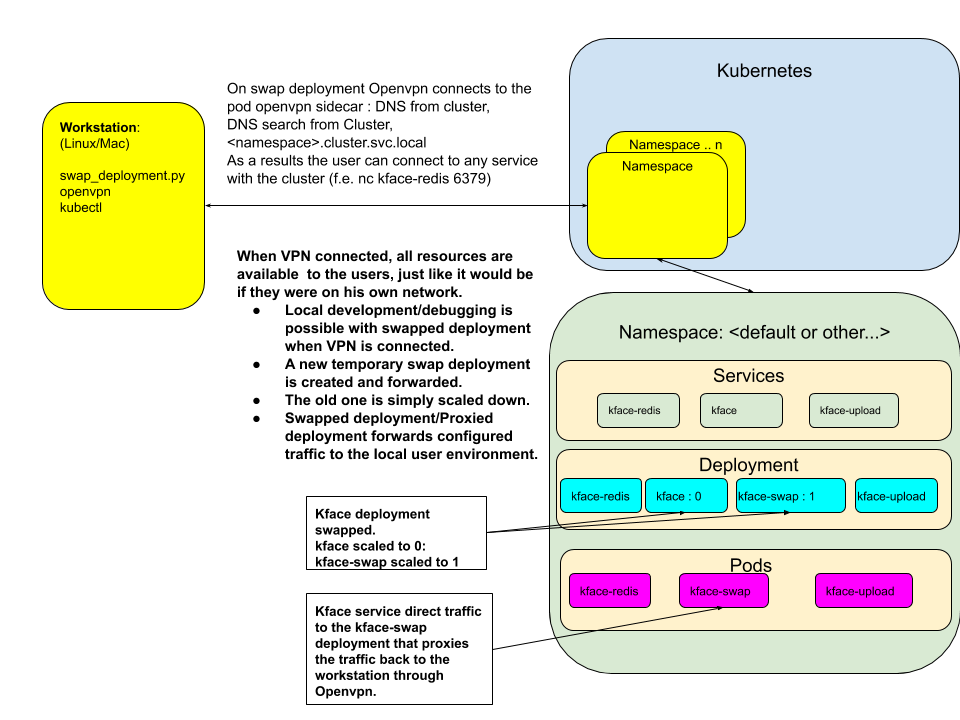 Kubernetes
On swap deployment Openvpn connects to the
pod openvpn sidecar : DNS from cluster,
DNS search from Cluster,
<namespace>.cluster.svc.local
As a results the user can connect to any service
with the cluster (f.e. nc kface-redis 6379)
Workstation:
(Linux/Mac)
swap_deployment.py
openvpn
kubectl
Namespace .. n
Namespace
When VPN connected, all resources are
available  to the users, just like it would be
if they were on his own network.
● Local development/debugging is
possible with swapped deployment
when VPN is connected.
● A new temporary swap deployment
is created and forwarded.
● The old one is simply scaled down.
● Swapped deployment/Proxied
deployment forwards configured
traffic to the local user environment.
Namespace: <default or other...>
Services
kface-redis
kface
kface-upload
Deployment
kface-redis
kface : 0
kface-swap : 1
kface-upload
Pods
kface-redis
kface-swap
kface-upload
Kface deployment
swapped.
kface scaled to 0:
kface-swap scaled to 1
Kface service direct traffic
to the kface-swap
deployment that proxies
the traffic back to the
workstation through
Openvpn.